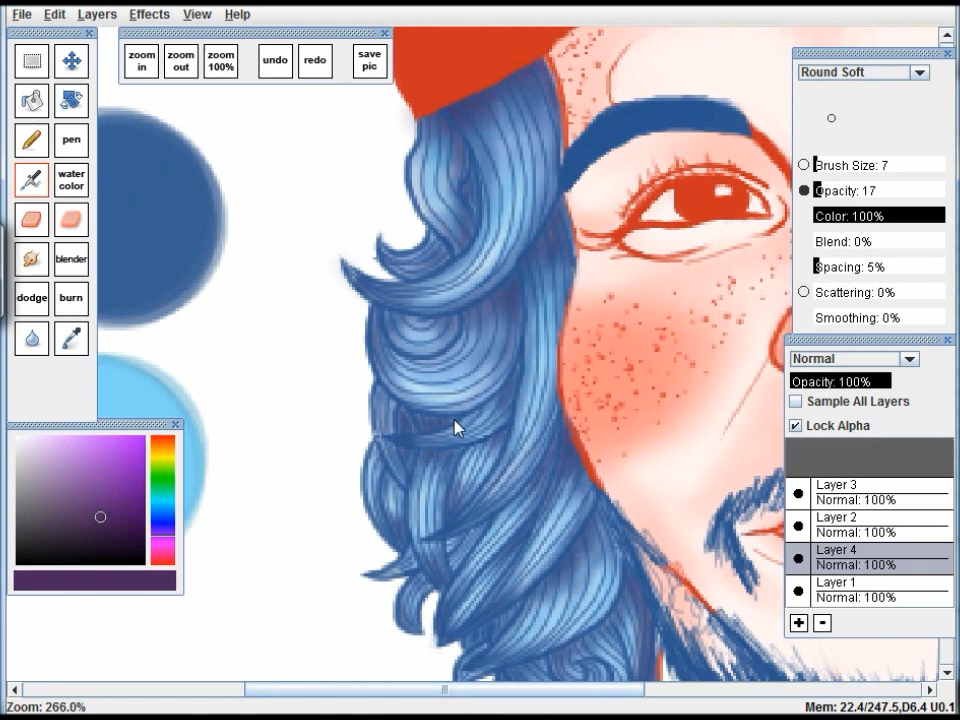 File Edit Layers Effects View Help
zoom in
zoom out
zoom 100%
undo
redo
save pic
pen
water color
blender
dodge
burn
Round Soft
Brush Size: 7
Opacity: 17
Color: 100%
Blend: 0%
Spacing: 5%
Scattering: 0%
Smoothing: 0%
Normal
Opacity: 100%
Sample All Layers
Lock Alpha
Layer 3
Normal: 100%
Layer 2
Normal: 100%
Layer 4
Normal: 100%
Layer 1
Normal: 100%
+ -
Zoom: 266.0%
Mem: 22.4/247.5,D6.4 U0.1